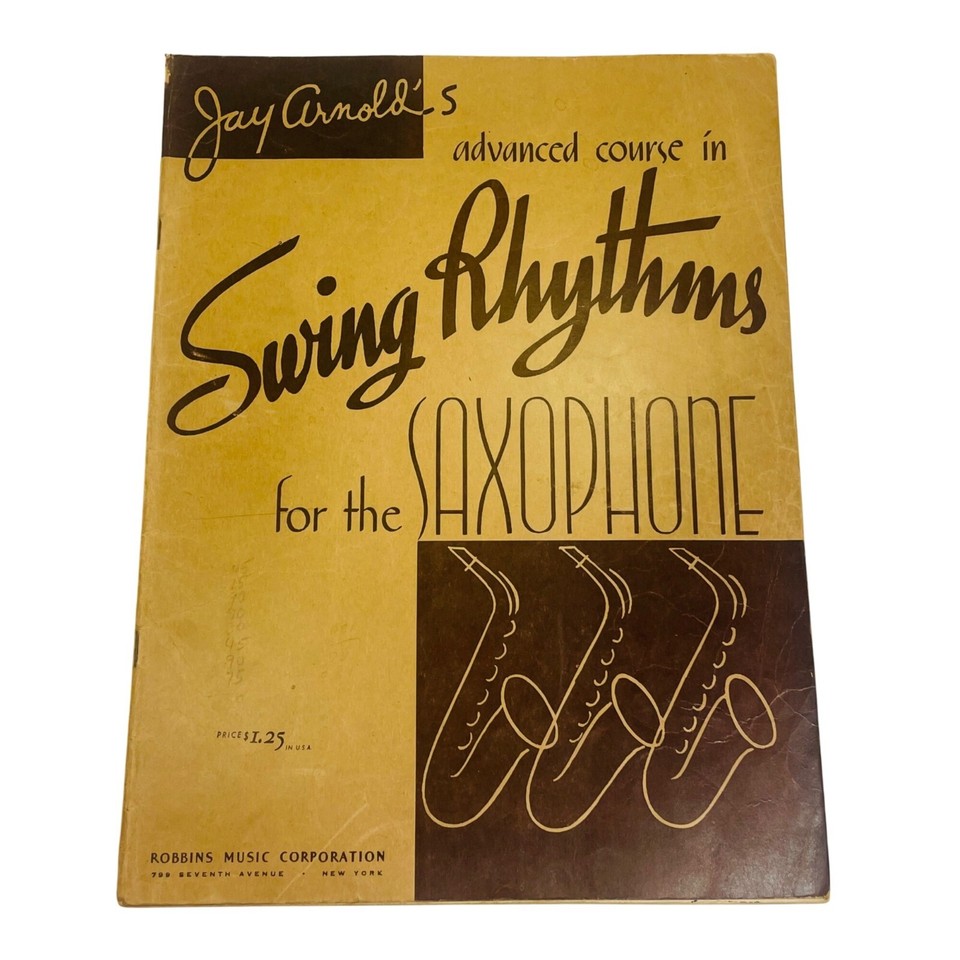 Jay Arnold's
advanced course in
Swing Rhythms
for the SAXOPHONE
PRICE $1.25 IN U.S.A
ROBBINS MUSIC CORPORATION
799 SEVENTH AVENUE · NEW YORK